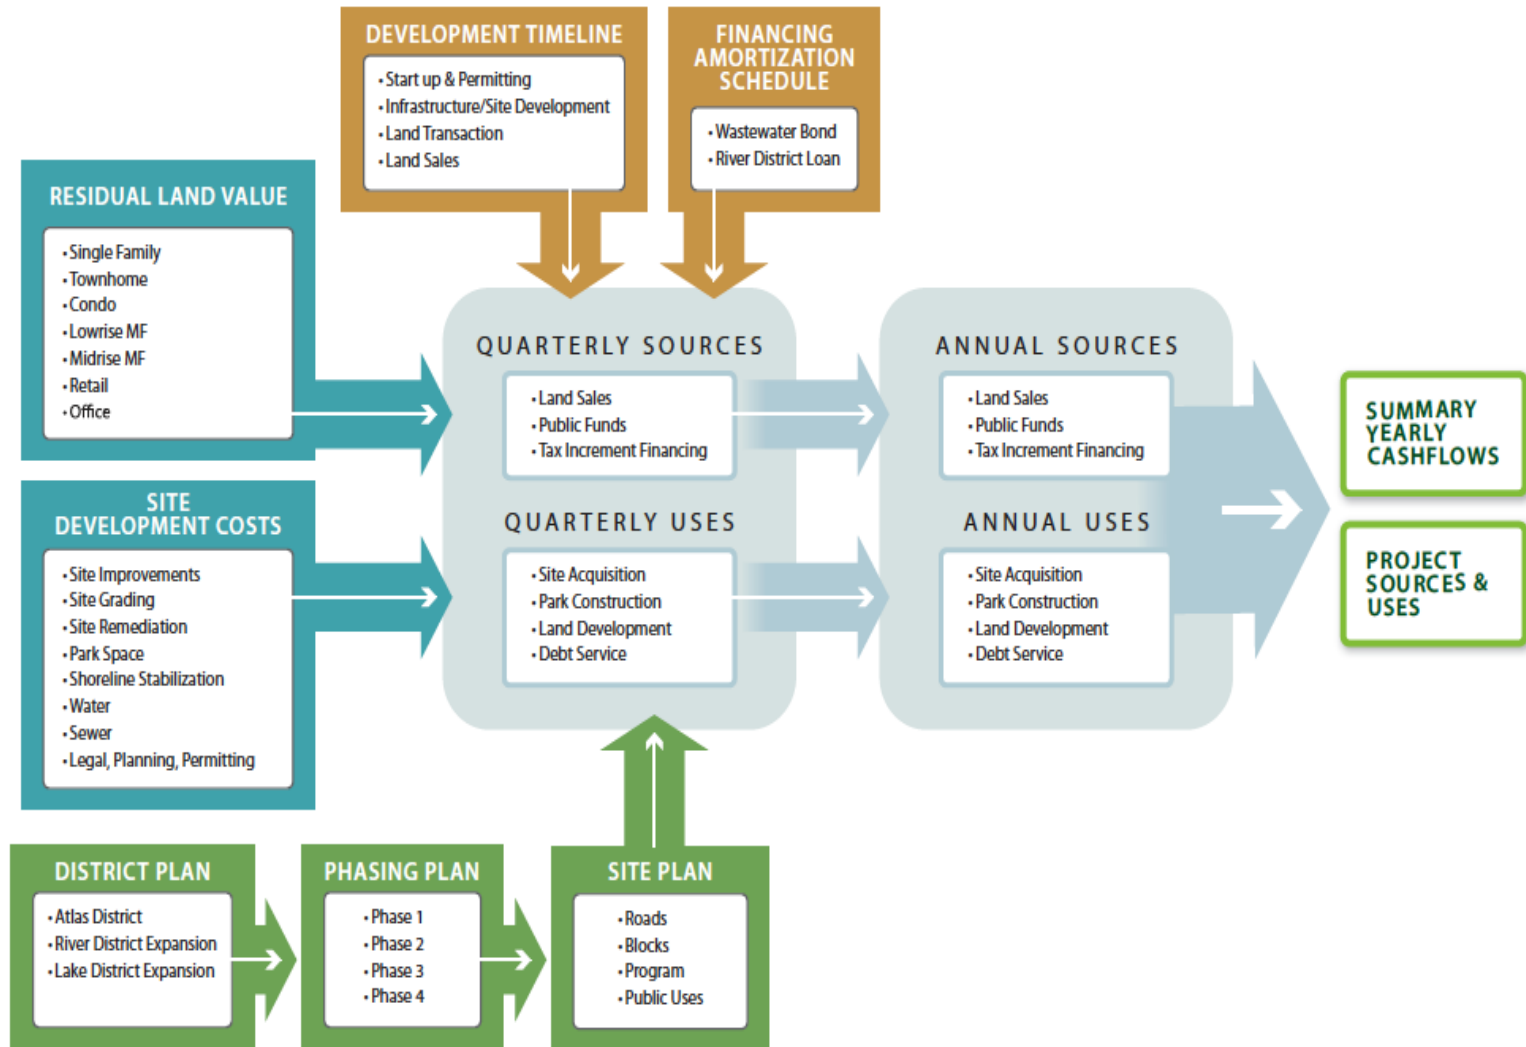 DEVELOPMENT TIMELINE
• Start up & Permitting
• Infrastructure/Site Development
• Land Transaction
• Land Sales
FINANCING
AMORTIZATION
SCHEDULE
• Wastewater Bond
• River District Loan
RESIDUAL LAND VALUE
• Single Family
• Townhome
• Condo
• Lowrise MF
• Midrise MF
• Retail
• Office
SITE
DEVELOPMENT COSTS
• Site Improvements
• Site Grading
• Site Remediation
• Park Space
• Shoreline Stabilization
• Water
• Sewer
• Legal, Planning, Permitting
QUARTERLY SOURCES
• Land Sales
• Public Funds
• Tax Increment Financing
QUARTERLY USES
• Site Acquisition
• Park Construction
• Land Development
• Debt Service
ANNUAL SOURCES
• Land Sales
• Public Funds
• Tax Increment Financing
ANNUAL USES
• Site Acquisition
• Park Construction
• Land Development
• Debt Service
SUMMARY
YEARLY
CASHFLOWS
PROJECT
SOURCES &
USES
DISTRICT PLAN
• Atlas District
• River District Expansion
• Lake District Expansion
PHASING PLAN
• Phase 1
• Phase 2
• Phase 3
• Phase 4
SITE PLAN
• Roads
• Blocks
• Program
• Public Uses